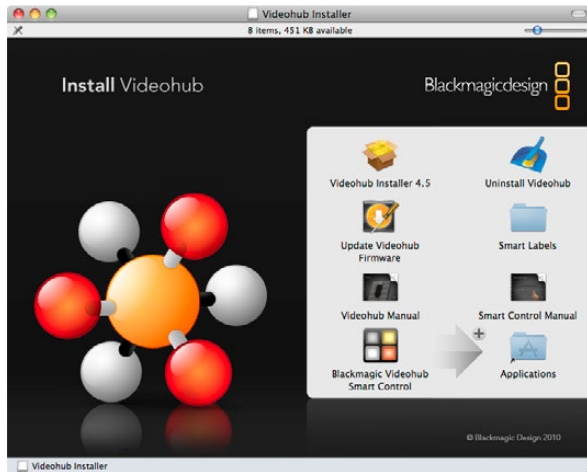 Videohub Installer
8 items, 451 KB available
Install Videohub
Blackmagicdesign
Videohub Installer 4.5
Uninstall Videohub
Update Videohub
Firmware
Smart Labels
Videohub Manual
Smart Control Manual
Blackmagic Videohub
Smart Control
Applications
© Blackmagic Design 2010
Videohub Installer